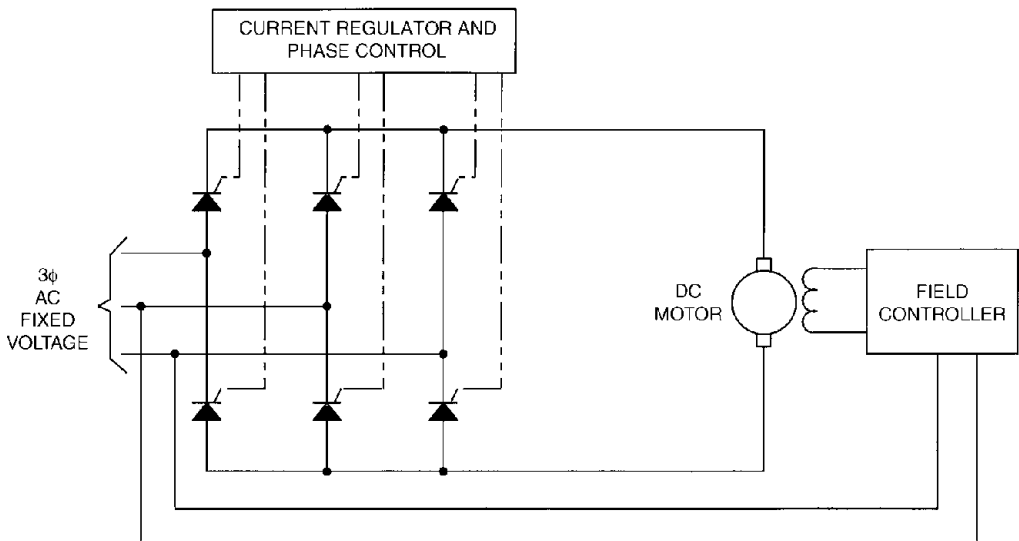 CURRENT REGULATOR AND
PHASE CONTROL
3ϕ
AC
FIXED
VOLTAGE
DC
MOTOR
FIELD
CONTROLLER